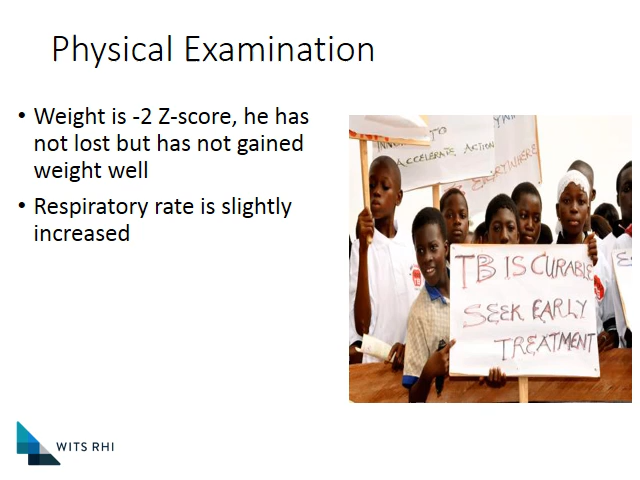 Physical Examination
• Weight is -2 Z-score, he has
not lost but has not gained
weight well
• Respiratory rate is slightly
increased
TO
ACCELERATE ACTION
EVERYWHERE
TB IS CURABLE
SEEK EARLY
TREATMENT
WITS RHI